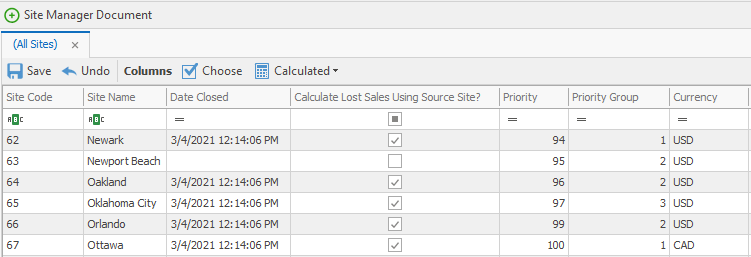 Site Manager Document
(All Sites) ×
Save Undo Columns Choose Calculated
Site Code Site Name Date Closed Calculate Lost Sales Using Source Site? Priority Priority Group Currency
ABC ABC = = = ABC
62 Newark 3/4/2021 12:14:06 PM 94 1 USD
63 Newport Beach 95 2 USD
64 Oakland 3/4/2021 12:14:06 PM 96 2 USD
65 Oklahoma City 3/4/2021 12:14:06 PM 97 3 USD
66 Orlando 3/4/2021 12:14:06 PM 99 2 USD
67 Ottawa 3/4/2021 12:14:06 PM 100 1 CAD